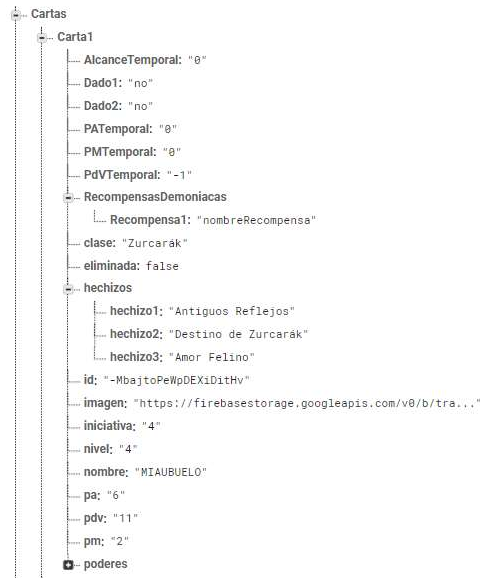 Cartas
Carta1
AlcanceTemporal: "0"
Dado1: "no"
Dado2: "no"
PATemporal: "0"
PMTemporal: "0"
PdVTemporal: "-1"
RecompensasDemoniacas
Recompensa1: "nombreRecompensa"
clase: "Zurcarák"
eliminada: false
hechizos
hechizo1: "Antiguos Reflejos"
hechizo2: "Destino de Zurcarák"
hechizo3: "Amor Felino"
id: "-MbajtoPeWpDEXiDitHv"
imagen: "https://firebasestorage.googleapis.com/v0/b/tra..."
iniciativa: "4"
nivel: "4"
nombre: "MIAUBUELO"
pa: "6"
pdv: "11"
pm: "2"
poderes